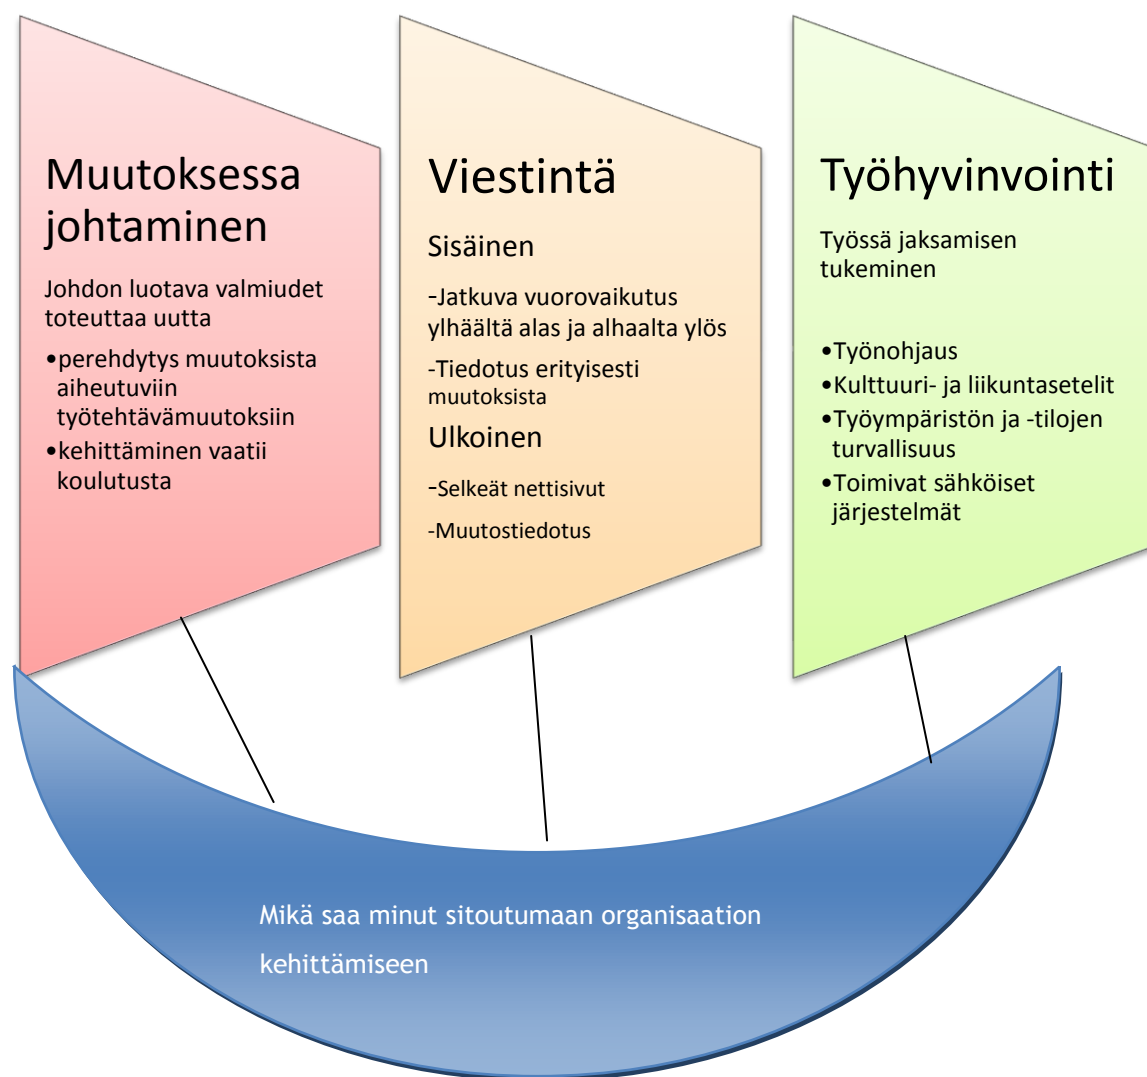 Muutoksessa
johtaminen
Johdon luotava valmiudet
toteuttaa uutta
•perehdytys muutoksista
aiheutuviin
työtehtävämuutoksiin
•kehittäminen vaatii
koulutusta
Viestintä
Sisäinen
-Jatkuva vuorovaikutus
ylhäältä alas ja alhaalta ylös
-Tiedotus erityisesti
muutoksista
Ulkoinen
-Selkeät nettisivut
-Muutostiedotus
Työhyvinvointi
Työssä jaksamisen
tukeminen
•Työnohjaus
•Kulttuuri- ja liikuntasetelit
•Työympäristön ja -tilojen
turvallisuus
•Toimivat sähköiset
järjestelmät
Mikä saa minut sitoutumaan organisaation
kehittämiseen